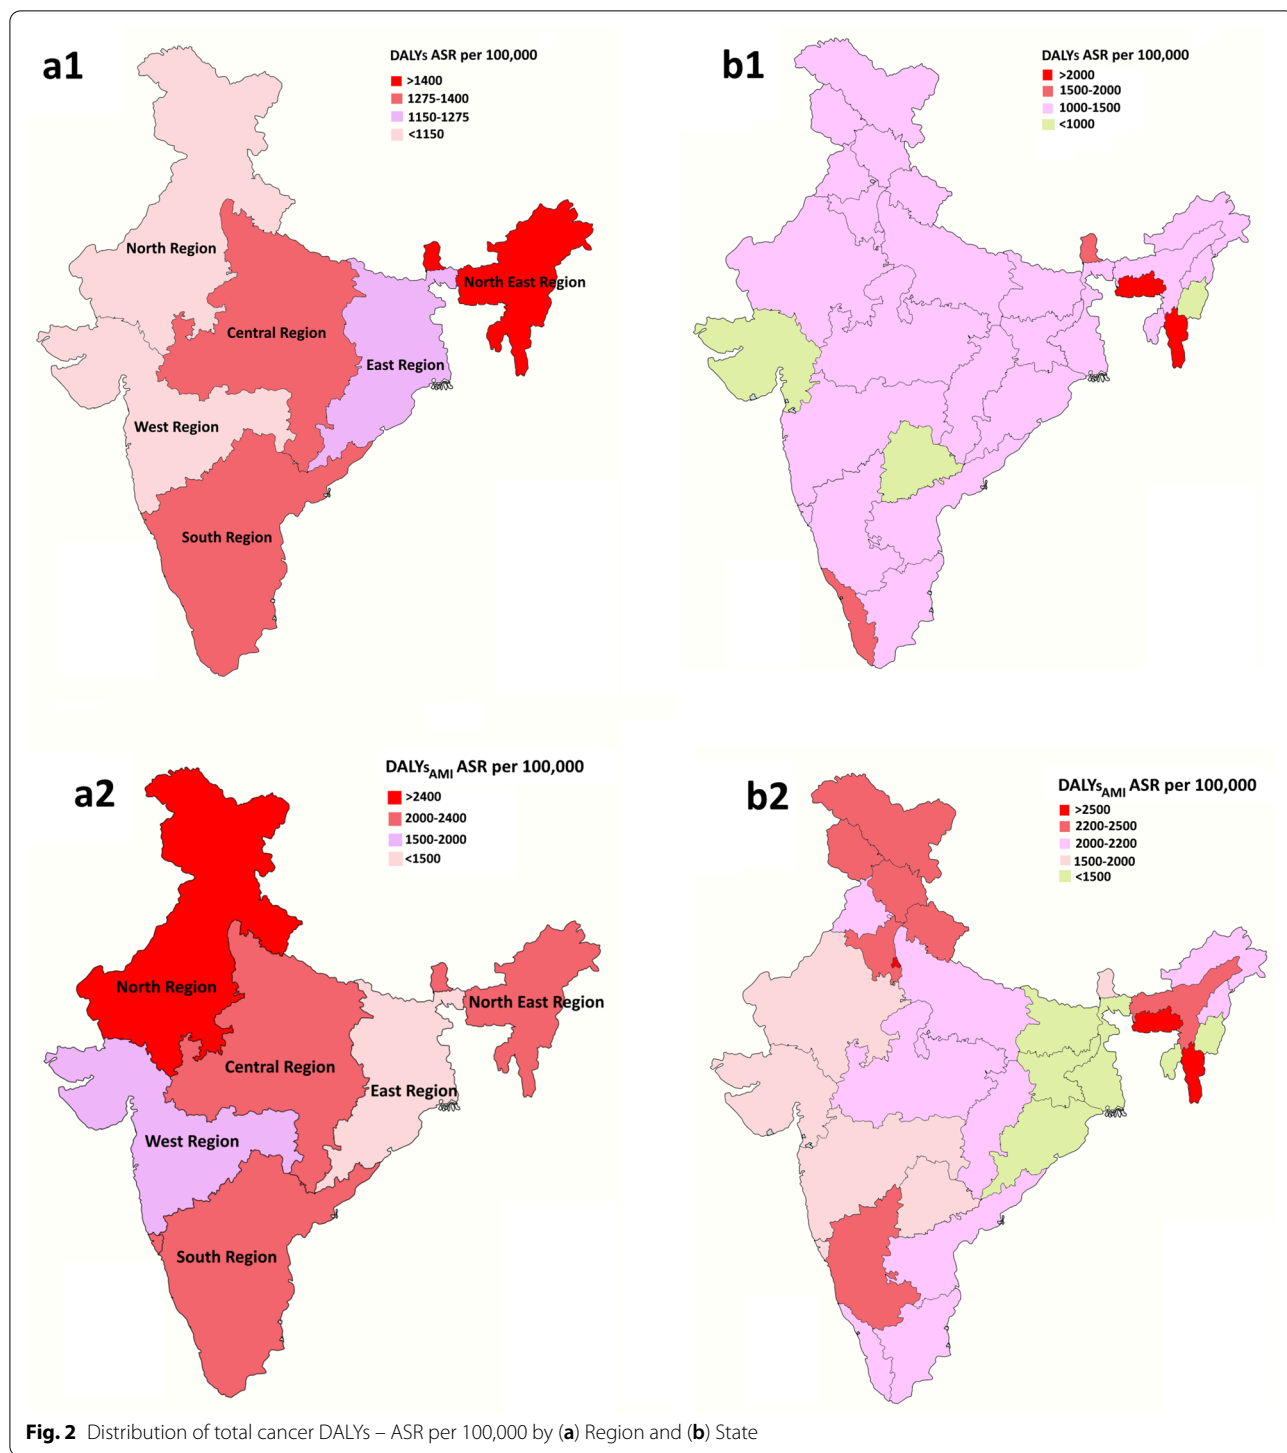 a1
DALYs ASR per 100,000
>1400
1275-1400
1150-1275
<1150
North Region
North East Region
Central Region
East Region
West Region
South Region
b1
DALYs ASR per 100,000
>2000
1500-2000
1000-1500
<1000
a2
DALYsAMI ASR per 100,000
>2400
2000-2400
1500-2000
<1500
North Region
North East Region
Central Region
East Region
West Region
South Region
b2
DALYsAMI ASR per 100,000
>2500
2200-2500
2000-2200
1500-2000
<1500
Fig. 2 Distribution of total cancer DALYs – ASR per 100,000 by (a) Region and (b) State